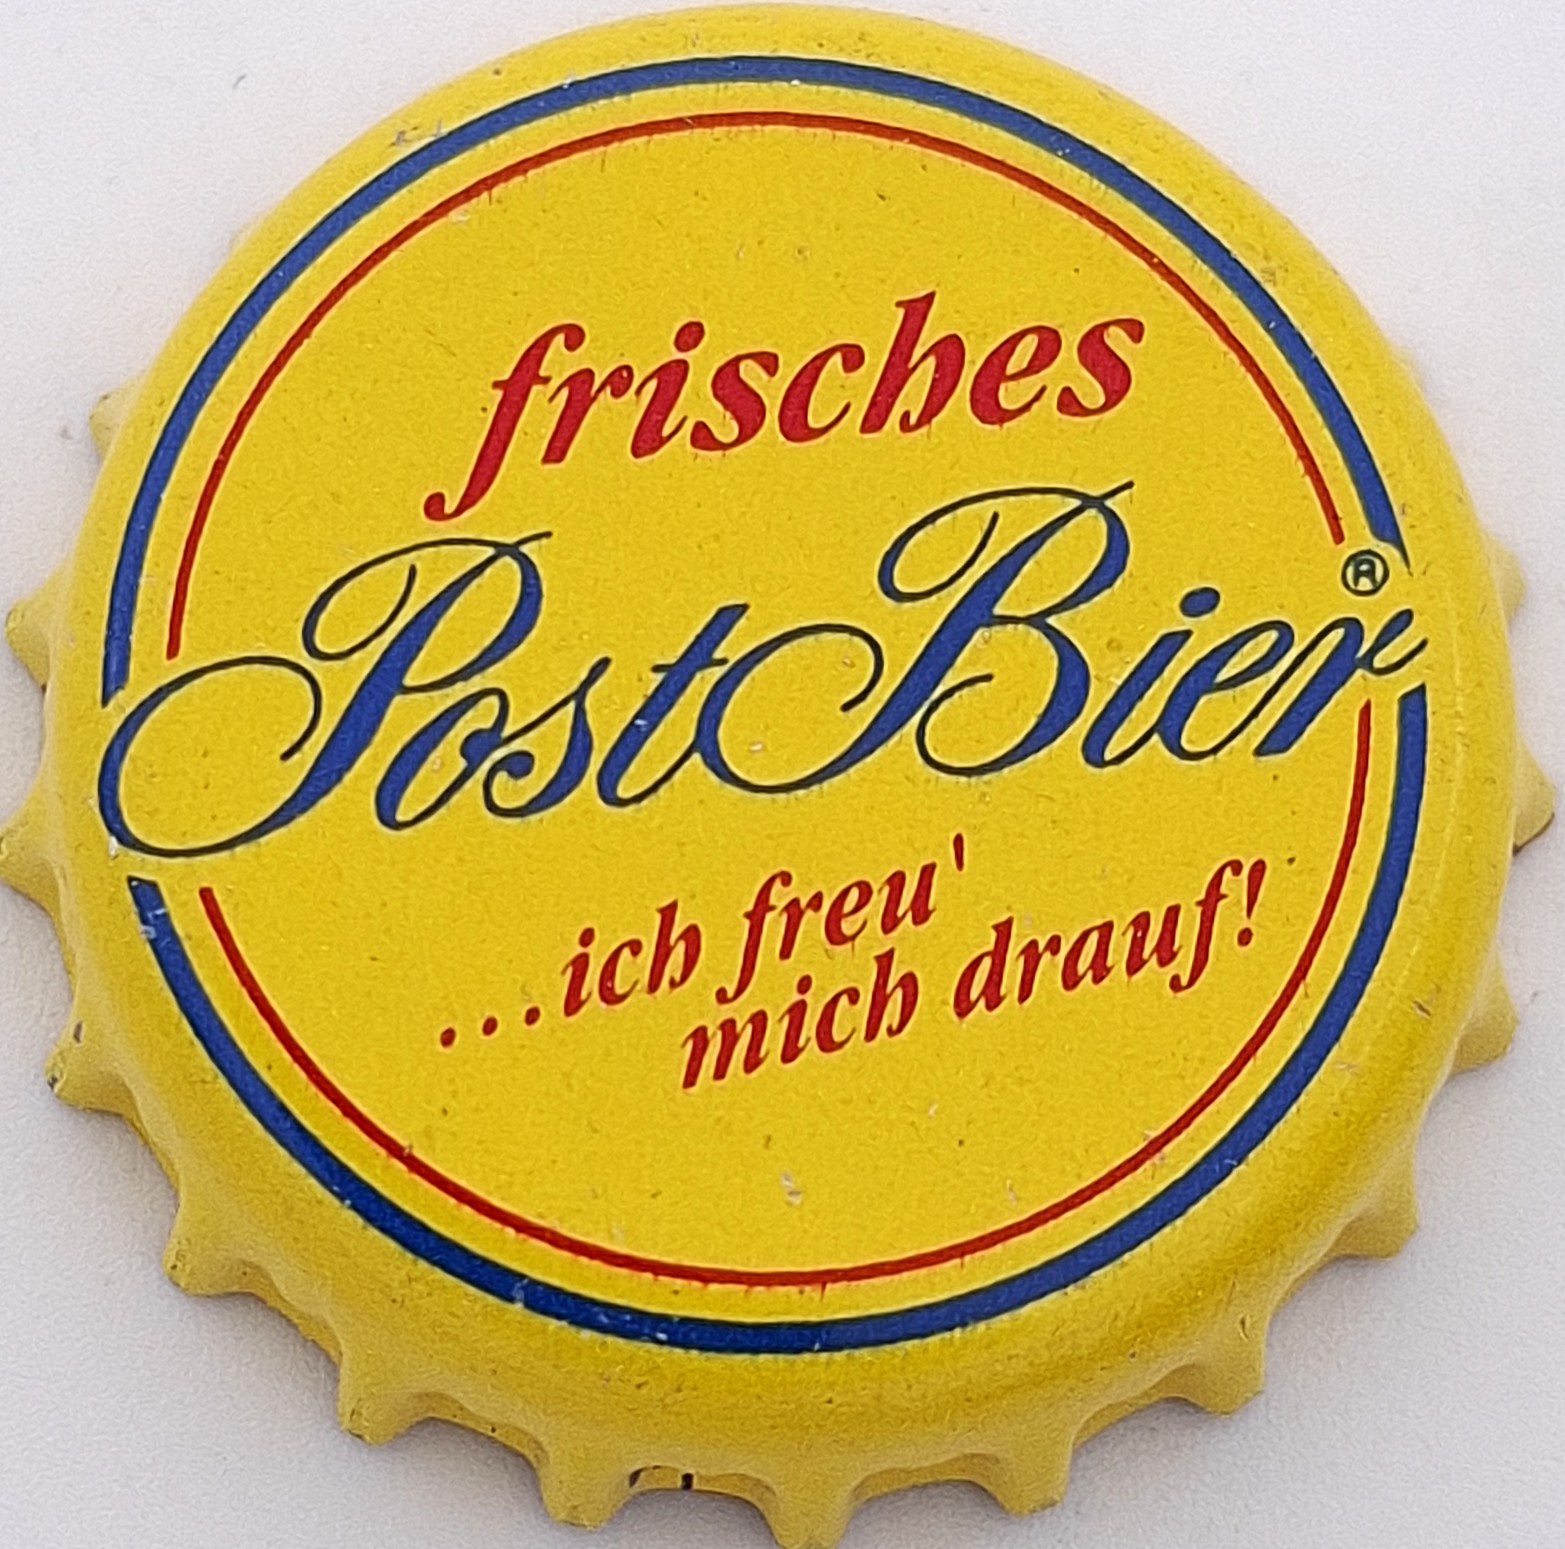 frisches
PostBier®
...ich freu'
mich drauf!